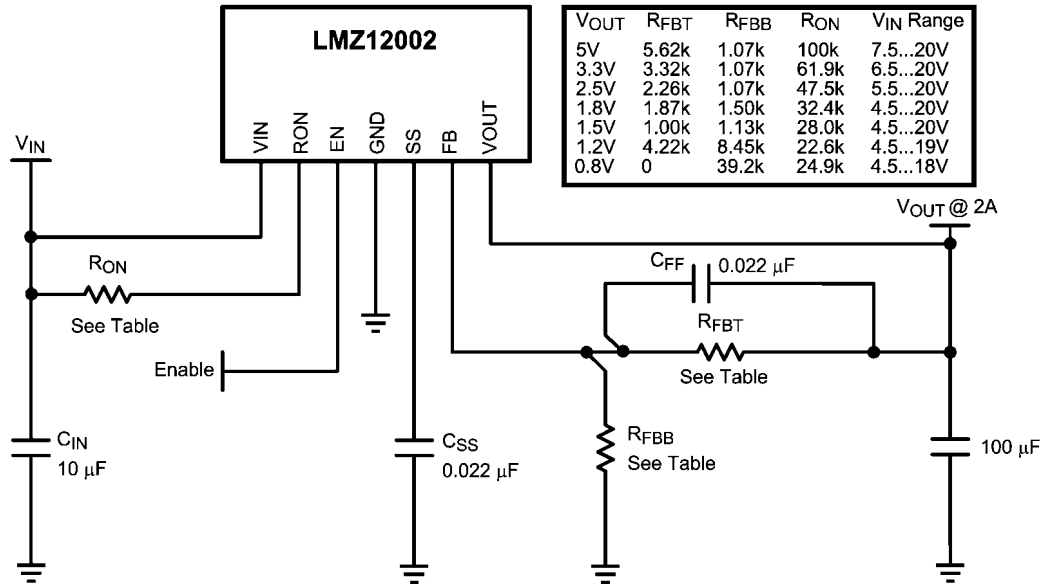 LMZ12002
VIN
RON
EN
GND
SS
FB
VOUT
VOUT RFBT RFBB RON VIN Range
5V 5.62k 1.07k 100k 7.5...20V
3.3V 3.32k 1.07k 61.9k 6.5...20V
2.5V 2.26k 1.07k 47.5k 5.5...20V
1.8V 1.87k 1.50k 32.4k 4.5...20V
1.5V 1.00k 1.13k 28.0k 4.5...20V
1.2V 4.22k 8.45k 22.6k 4.5...19V
0.8V 0 39.2k 24.9k 4.5...18V
VIN
VOUT @ 2A
RON
See Table
CFF 0.022 μF
RFBT
See Table
Enable
CIN
10 μF
CSS
0.022 μF
RFBB
See Table
100 μF